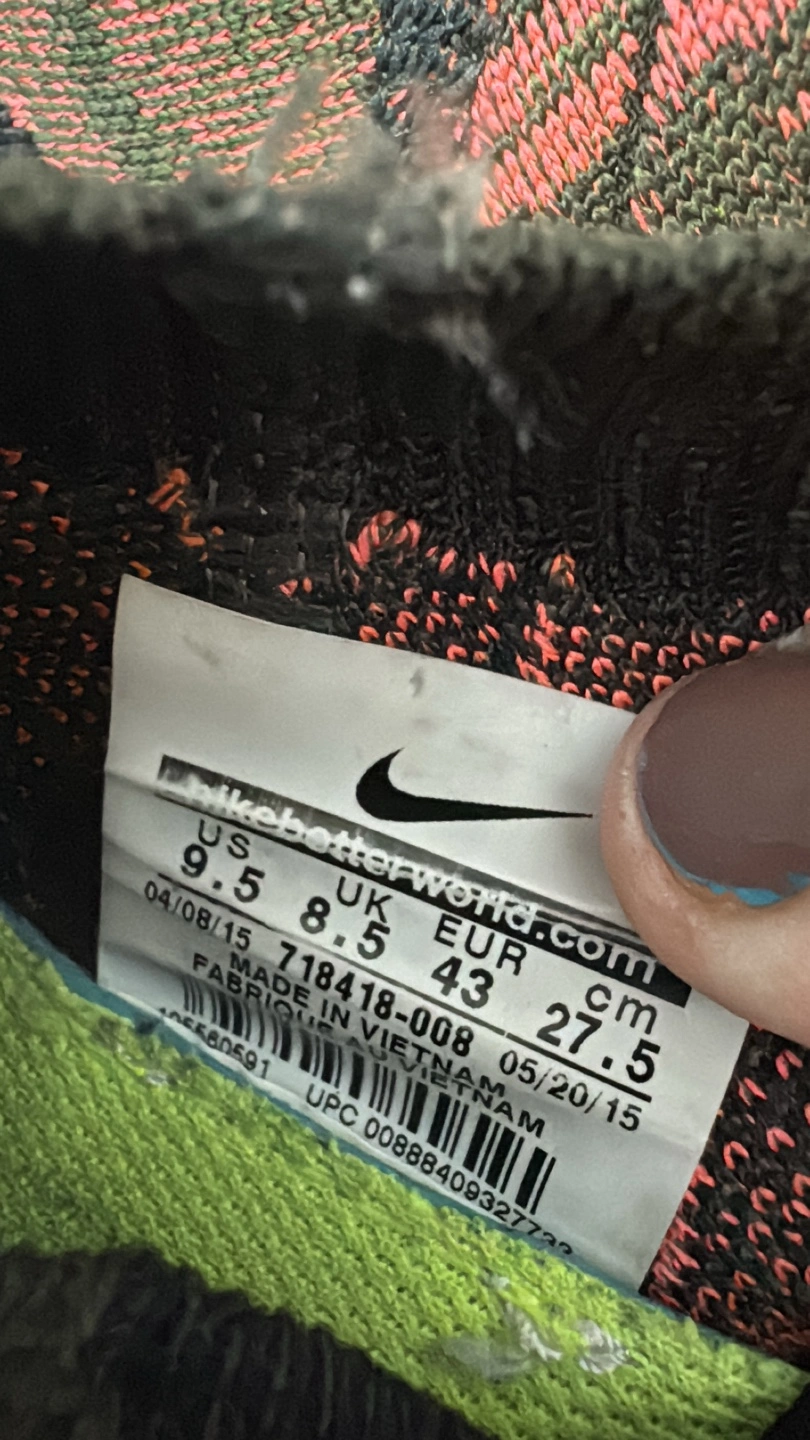 nikebetterworld.com
US UK EUR cm
9.5 8.5 43 27.5
04/08/15 718418-008 05/20/15
MADE IN VIETNAM
FABRIQUE AU VIETNAM
UPC